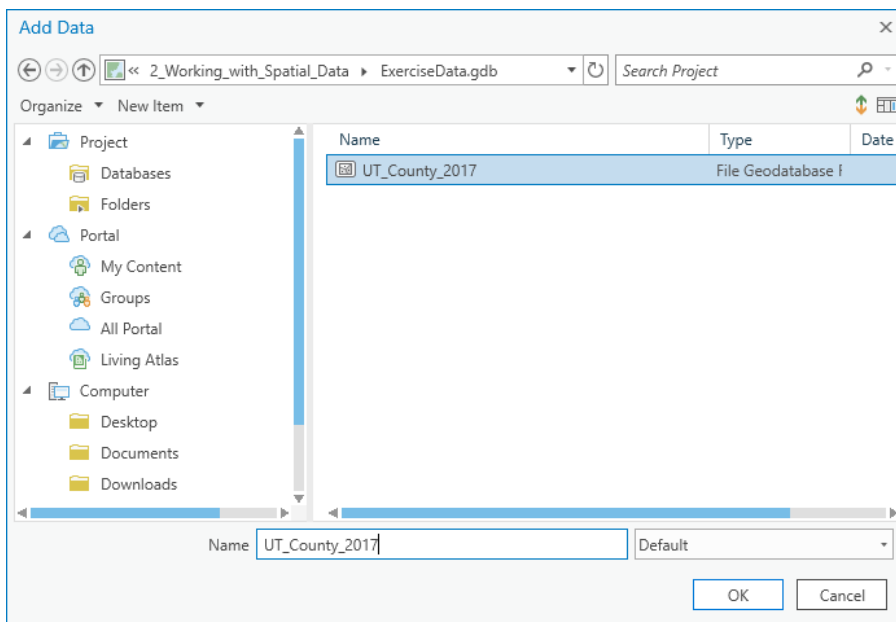 Add Data
« 2_Working_with_Spatial_Data ExerciseData.gdb Search Project
Organize New Item
Project
Databases
Folders
Portal
My Content
Groups
All Portal
Living Atlas
Computer
Desktop
Documents
Downloads
Name Type Date
UT_County_2017 File Geodatabase F
Name UT_County_2017 Default
OK Cancel